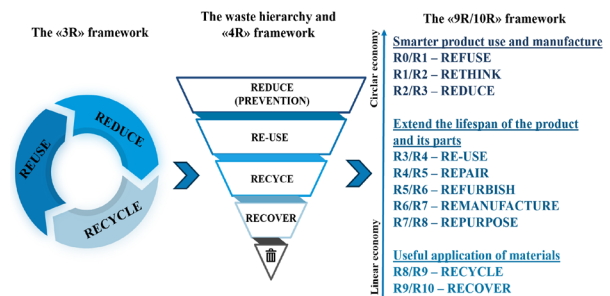 The «3R» framework
REDUCE
REUSE
RECYCLE
The waste hierarchy and
«4R» framework
REDUCE
(PREVENTION)
RE-USE
RECYCE
RECOVER
The «9R/10R» framework
Circlar economy
Linear economy
Smarter product use and manufacture
R0/R1 – REFUSE
R1/R2 – RETHINK
R2/R3 – REDUCE
Extend the lifespan of the product
and its parts
R3/R4 – RE-USE
R4/R5 – REPAIR
R5/R6 – REFURBISH
R6/R7 – REMANUFACTURE
R7/R8 – REPURPOSE
Useful application of materials
R8/R9 – RECYCLE
R9/R10 – RECOVER